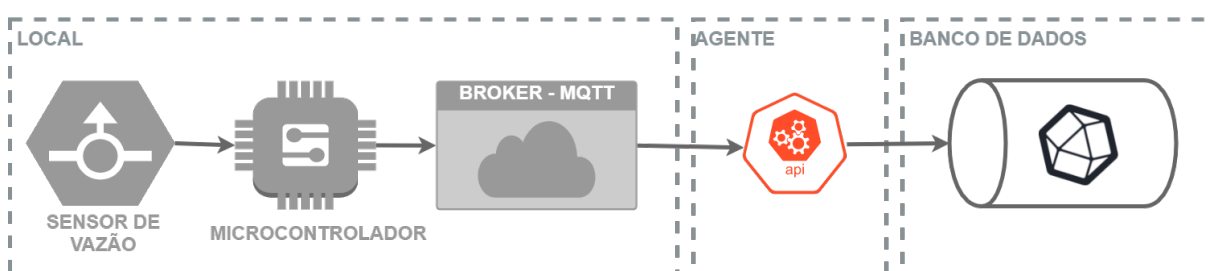 LOCAL
AGENTE
BANCO DE DADOS
BROKER - MQTT
api
SENSOR DE
VAZÃO
MICROCONTROLADOR